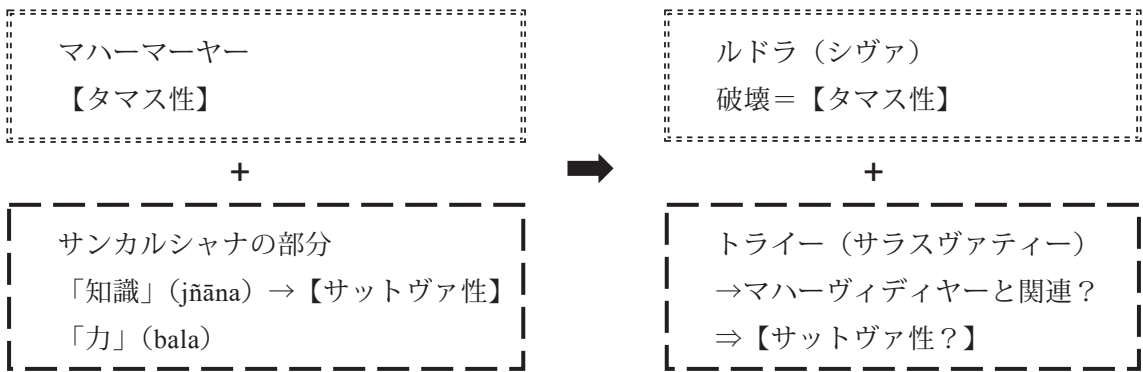 マハーマーヤー
【タマス性】
+
サンカルシャナの部分
「知識」（jñāna）→【サットヴァ性】
「力」（bala）
ルドラ（シヴァ）
破壊＝【タマス性】
+
トライー（サラスヴァティー）
→マハーヴィディヤーと関連？
⇒【サットヴァ性？】